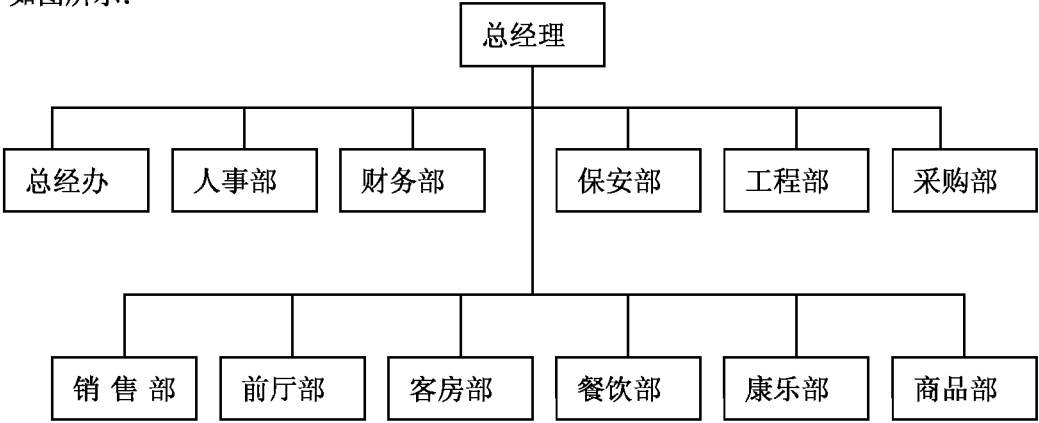 如图所示:
总经理
总经办 人事部 财务部 保安部 工程部 采购部
销 售 部 前厅部 客房部 餐饮部 康乐部 商品部